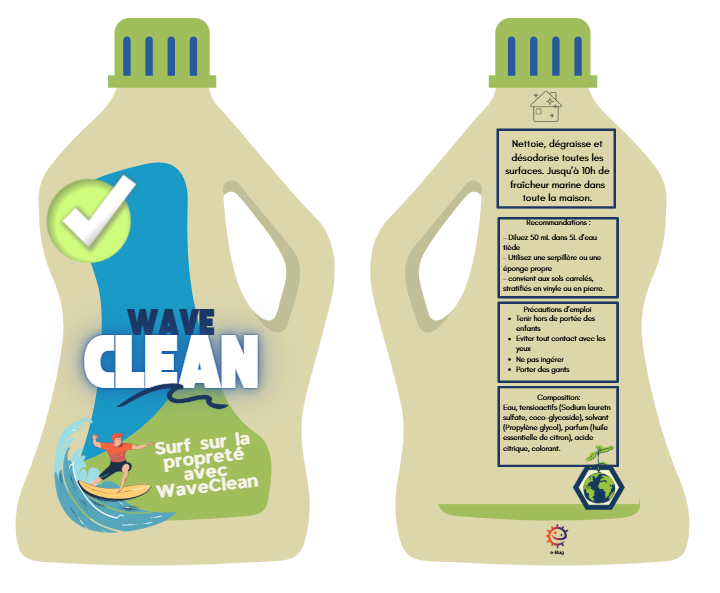 WAVE
CLEAN
Surf sur la
propreté
avec
WaveClean
Nettoie, dégraisse et
désodorise toutes les
surfaces. Jusqu'à 10h de
fraîcheur marine dans
toute la maison.
Recommandations :
- Diluez 50 mL dans 5L d'eau
tiède
- Utilisez une serpillère ou une
éponge propre
- convient aux sols carrelés,
stratifiés en vinyle ou en pierre.
Précautions d'emploi
• Tenir hors de portée des
enfants
• Eviter tout contact avec les
yeux
• Ne pas ingérer
• Porter des gants
Composition:
Eau, tensioactifs (Sodium lauretn
sulfate, coco-glycoside), solvant
(Propylène glycol), parfum (huile
essentielle de citron), acide
citrique, colorant.
e-Bug